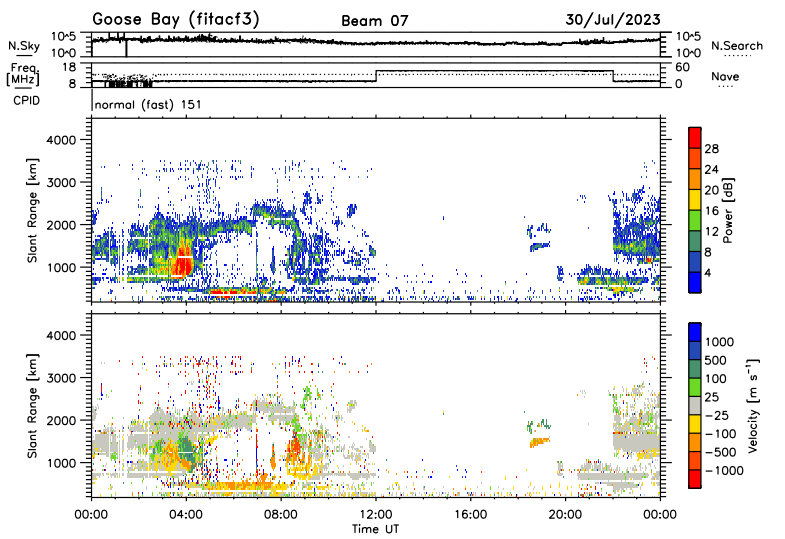 Goose Bay (fitacf3) Beam 07 30/Jul/2023
N.Sky 10^5 10^0 10^5 10^0 N.Search
Freq. [MHz] 18 8 60 0 Nave
CPID normal (fast) 151
Slant Range [km] 4000 3000 2000 1000
Power [dB] 28 24 20 16 12 8 4
Slant Range [km] 4000 3000 2000 1000
Velocity [m s⁻¹] 1000 500 100 25 -25 -100 -500 -1000
00:00 04:00 08:00 12:00 16:00 20:00 00:00
Time UT